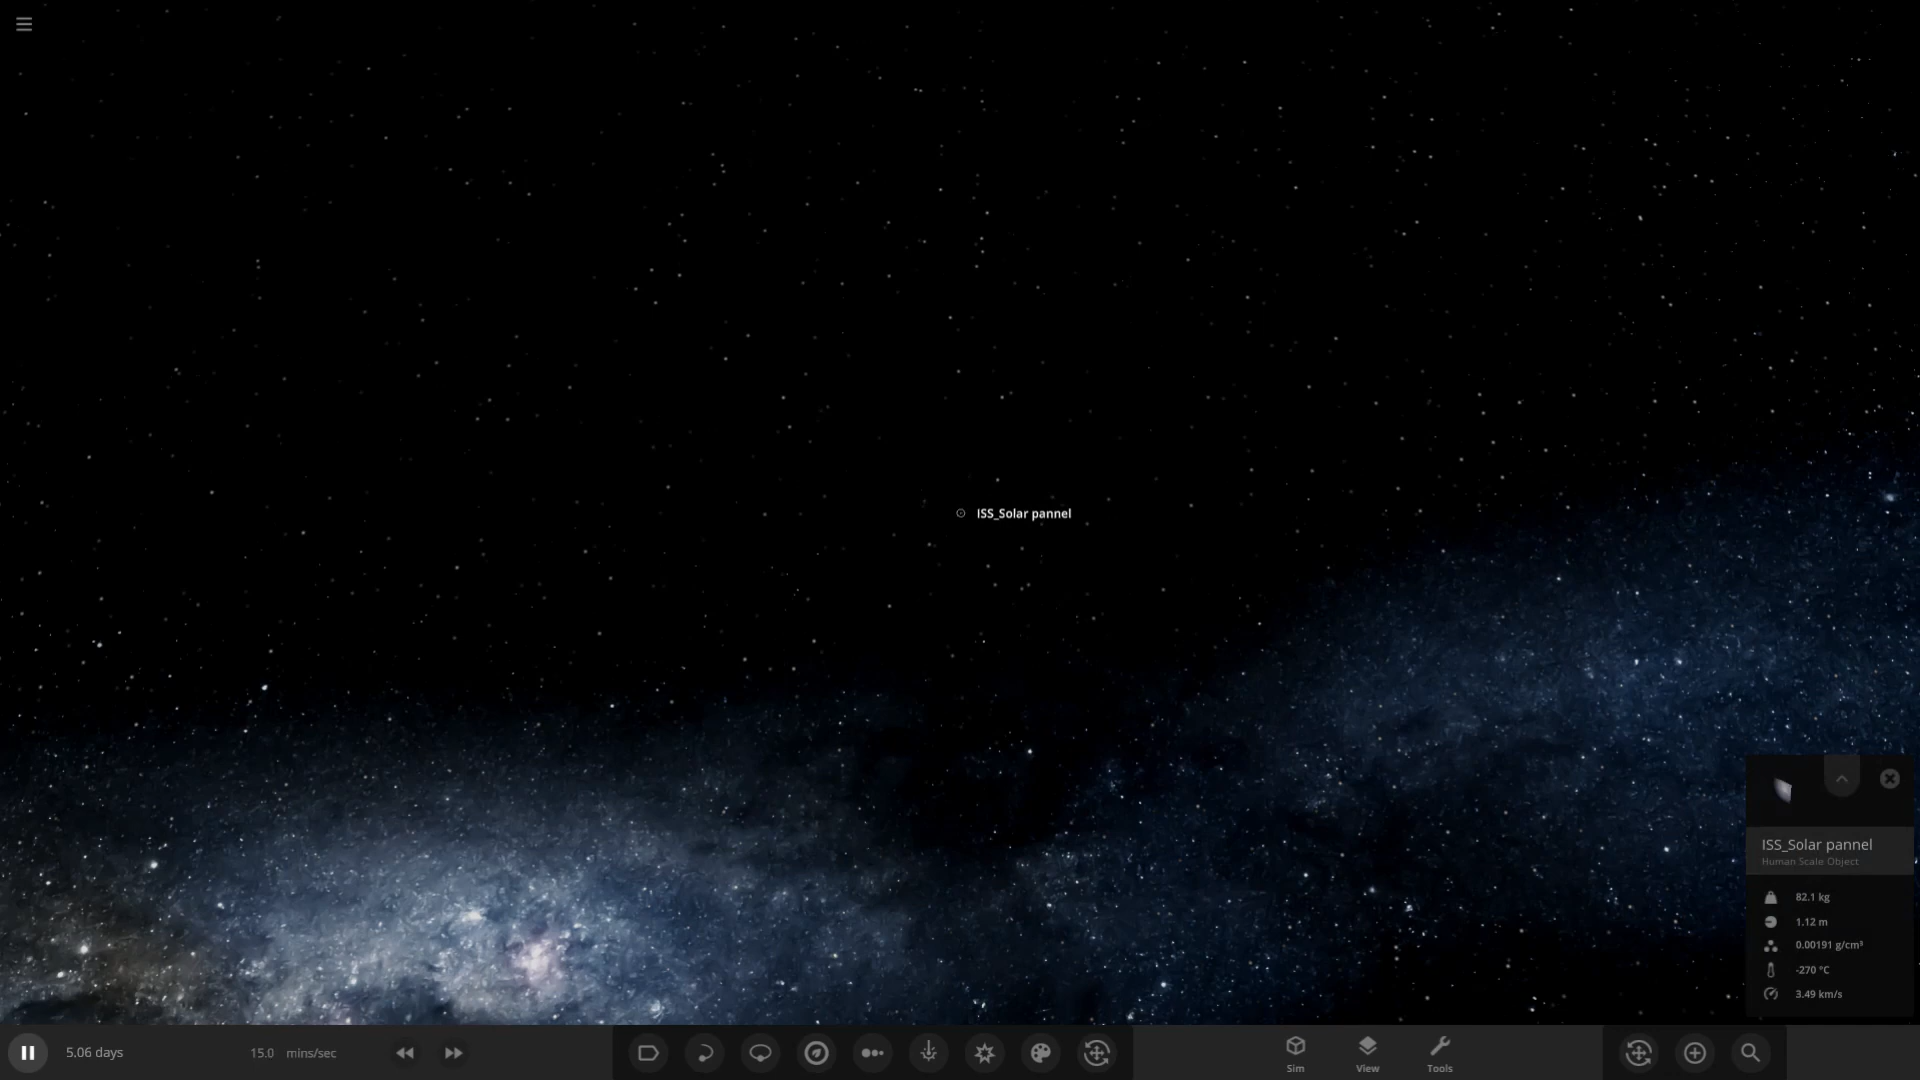 ISS_Solar pannel
ISS_Solar pannel
Human Scale Object
82.1 kg
1.12 m
0.00191 g/cm³
-270 °C
3.49 km/s
5.06 days
15.0 mins/sec
Sim
View
Tools